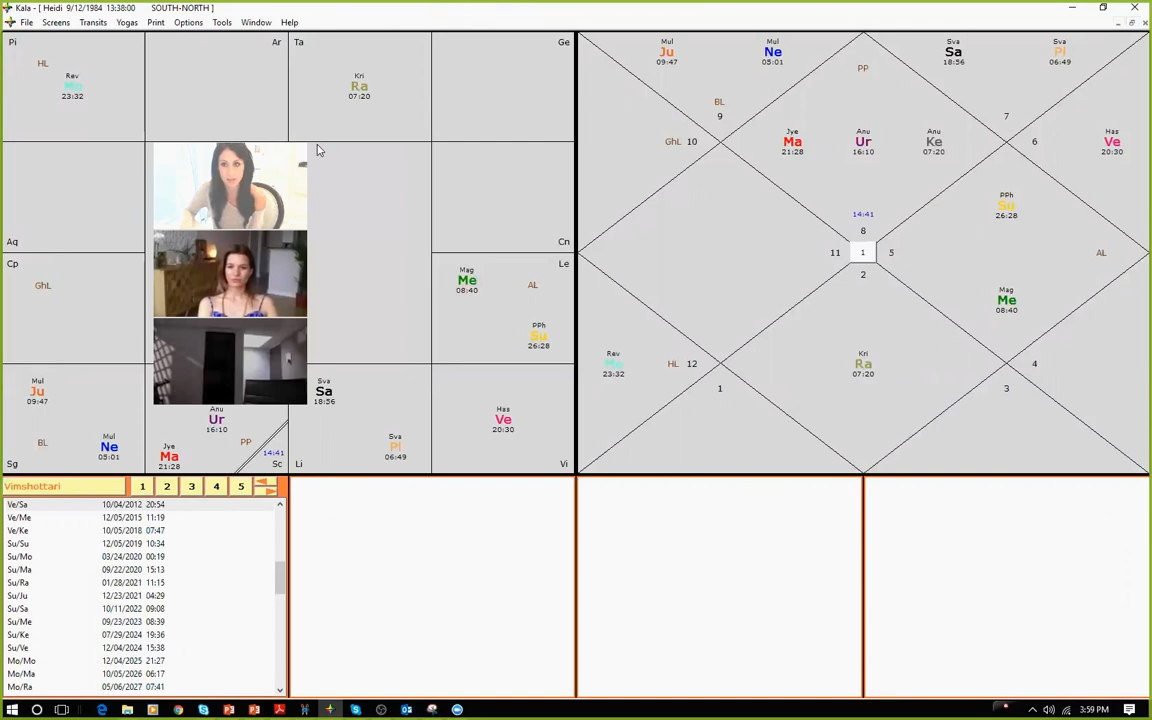 Kala - [ Heidi 9/12/1984 13:38:00 SOUTH-NORTH ]
File Screens Transits Yogas Print Options Tools Window Help
Pi
Ar
Ta
Ge
HL
Rev
Mo
23:32
Kri
Ra
07:20
Aq
Cn
Cp
Le
GhL
Mag
Me
08:40
AL
PPh
Su
26:28
Mul
Ju
09:47
BL
Mul
Ne
05:01
Sg
Anu
Ur
16:10
Jye
Ma
21:28
PP
14:41
Sc
Sva
Sa
18:56
Sva
Pl
06:49
Li
Has
Ve
20:30
Vi
Mul
Ju
09:47
Mul
Ne
05:01
PP
Sva
Sa
18:56
Sva
Pl
06:49
BL
9
7
GhL 10
Jye
Ma
21:28
Anu
Ur
16:10
Anu
Ke
07:20
6
Has
Ve
20:30
PPh
Su
26:28
14:41
8
11
1
5
AL
2
Mag
Me
08:40
Rev
Mo
23:32
HL 12
Kri
Ra
07:20
4
1
3
Vimshottari 1 2 3 4 5
Ve/Sa 10/04/2012 20:54
Ve/Me 12/05/2015 11:19
Ve/Ke 10/05/2018 07:47
Su/Su 12/05/2019 10:34
Su/Mo 03/24/2020 00:19
Su/Ma 09/22/2020 15:13
Su/Ra 01/28/2021 11:15
Su/Ju 12/23/2021 04:29
Su/Sa 10/11/2022 09:08
Su/Me 09/23/2023 08:39
Su/Ke 07/29/2024 19:36
Su/Ve 12/04/2024 15:38
Mo/Mo 12/04/2025 21:27
Mo/Ma 10/05/2026 06:17
Mo/Ra 05/06/2027 07:41
3:59 PM